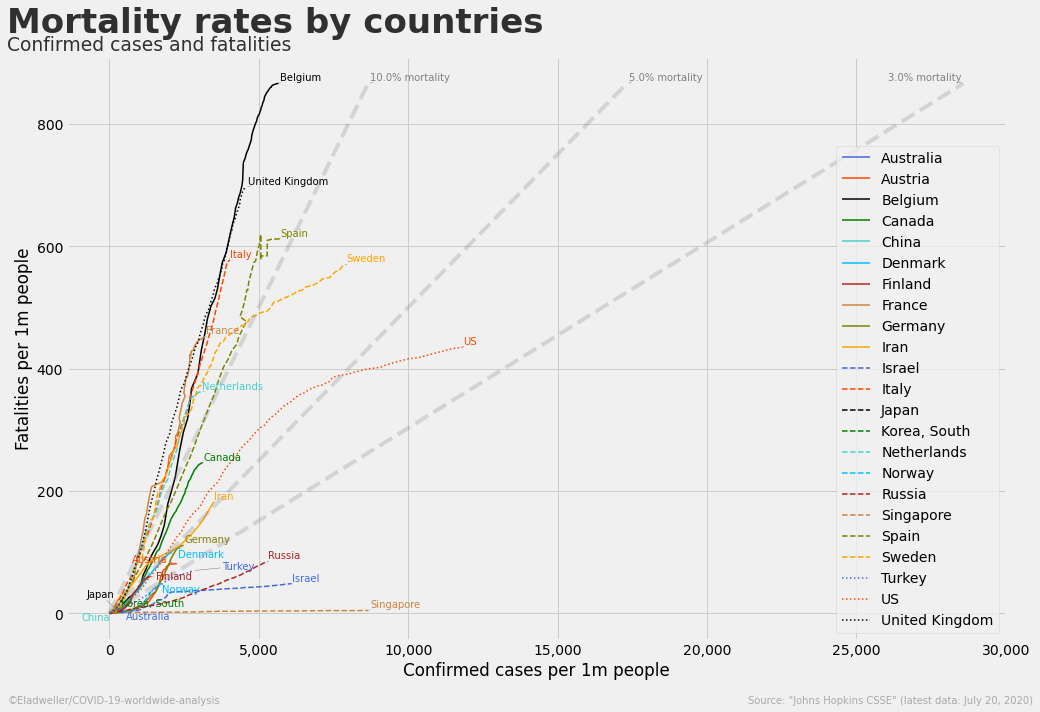 Mortality rates by countries
Confirmed cases and fatalities
Belgium
10.0% mortality
5.0% mortality
3.0% mortality
800
United Kingdom
Spain
600
Italy
Sweden
France
US
400
Netherlands
Canada
200
Iran
Germany
Austria
Denmark
Russia
Turkey
Finland
Israel
Norway
Japan
Korea, South
Singapore
0
China
Australia
Fatalities per 1m people
Australia
Austria
Belgium
Canada
China
Denmark
Finland
France
Germany
Iran
Israel
Italy
Japan
Korea, South
Netherlands
Norway
Russia
Singapore
Spain
Sweden
Turkey
US
United Kingdom
0
5,000
10,000
15,000
20,000
25,000
30,000
Confirmed cases per 1m people
©Eladweller/COVID-19-worldwide-analysis
Source: "Johns Hopkins CSSE" (latest data: July 20, 2020)